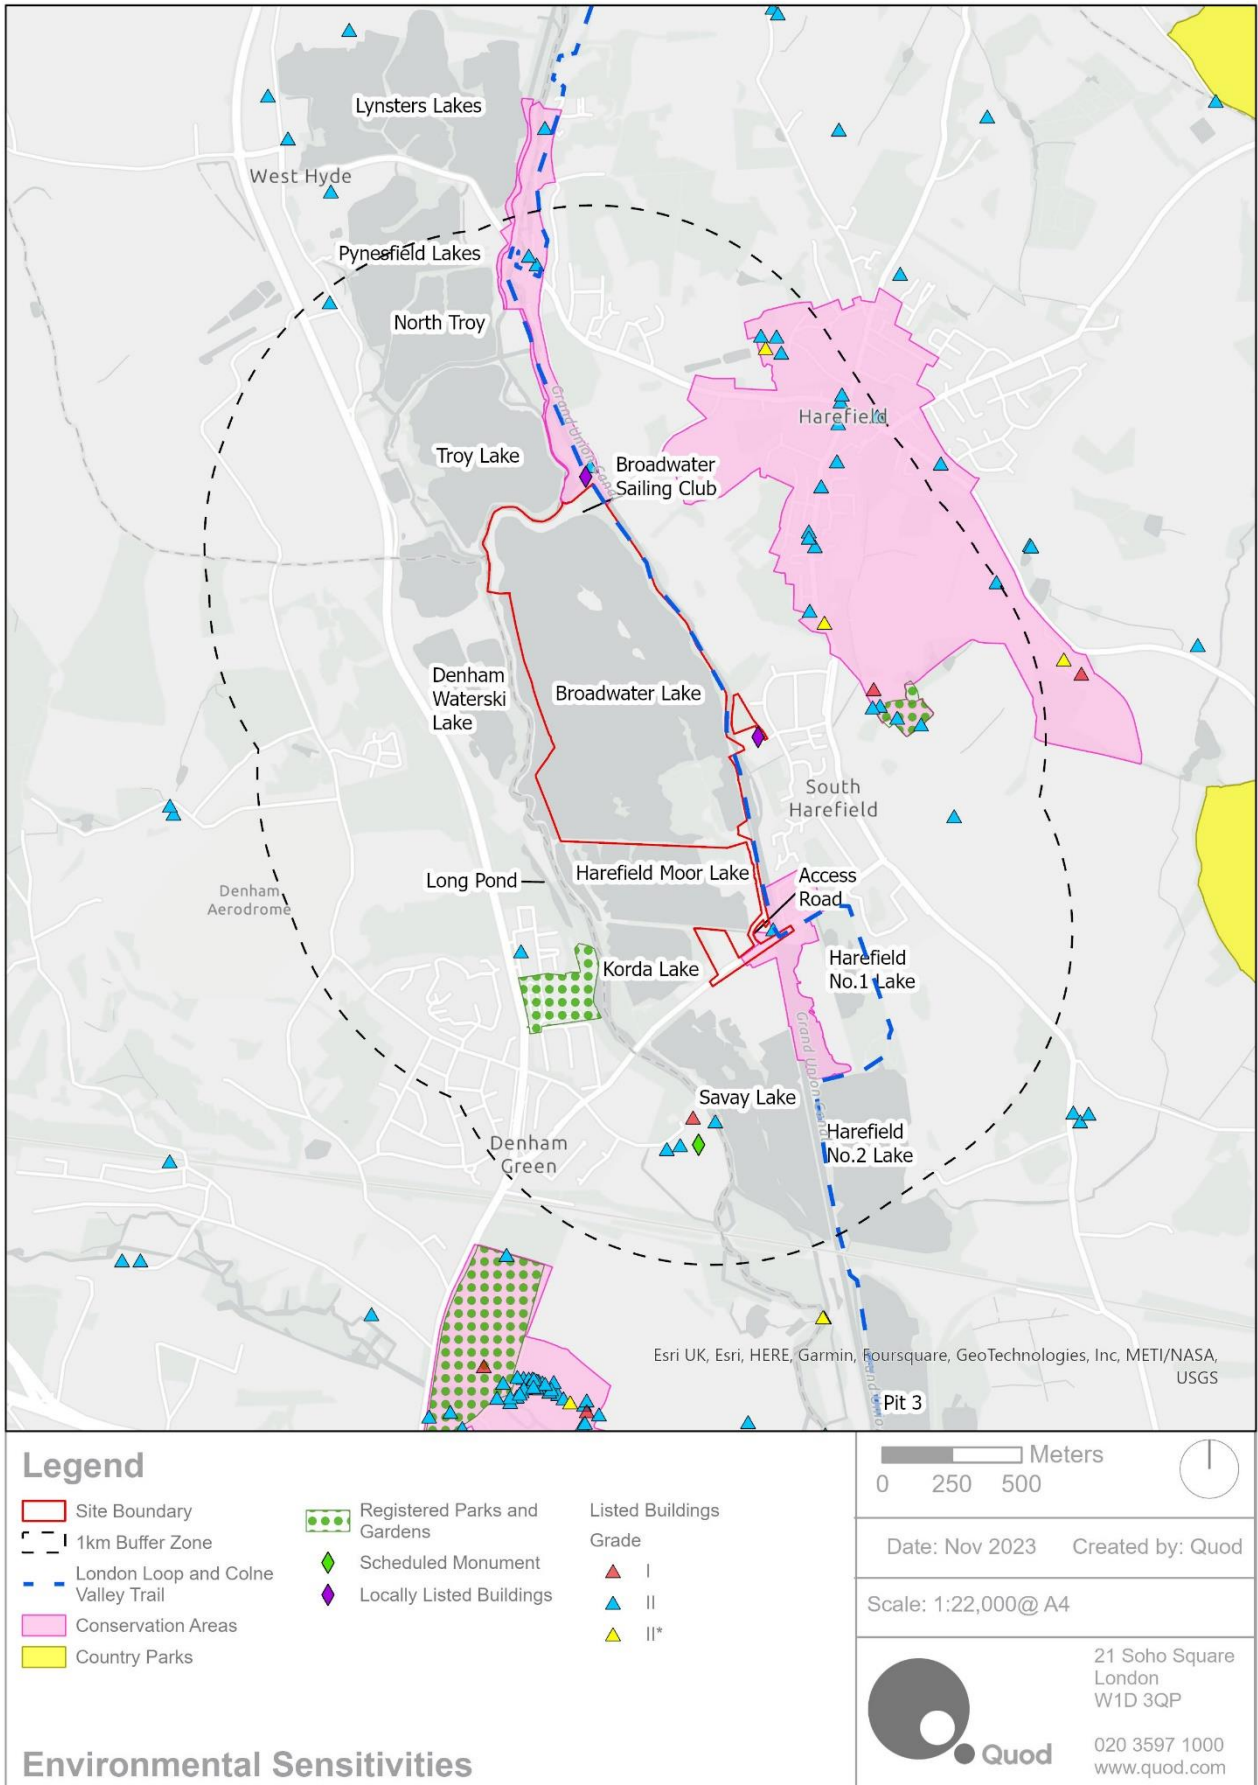 Lynsters Lakes
West Hyde
Pynesfield Lakes
North Troy
Grand Union Canal
Harefield
Troy Lake
Broadwater
Sailing Club
Denham
Waterski
Lake
Broadwater Lake
South
Harefield
Harefield Moor Lake
Access
Road
Long Pond
Denham
Aerodrome
Korda Lake
Harefield
No.1 Lake
Grand Union Canal
Savay Lake
Denham
Green
Harefield
No.2 Lake
Esri UK, Esri, HERE, Garmin, Foursquare, GeoTechnologies, Inc, METI/NASA,
USGS
Pit 3
Legend
Site Boundary
1km Buffer Zone
London Loop and Colne
Valley Trail
Conservation Areas
Country Parks
Registered Parks and
Gardens
Scheduled Monument
Locally Listed Buildings
Listed Buildings
Grade
I
II
II*
Environmental Sensitivities
Meters
0 250 500
Date: Nov 2023 Created by: Quod
Scale: 1:22,000@ A4
Quod
21 Soho Square
London
W1D 3QP
020 3597 1000
www.quod.com